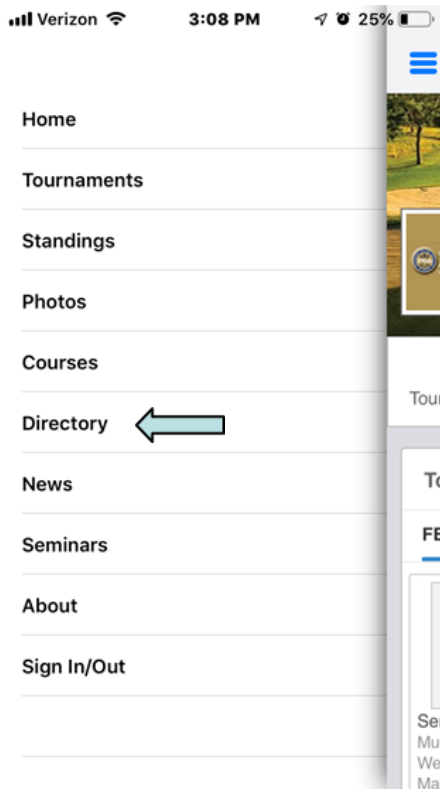 Verizon 3:08 PM 25%
Home
Tournaments
Standings
Photos
Courses
Directory
News
Seminars
About
Sign In/Out